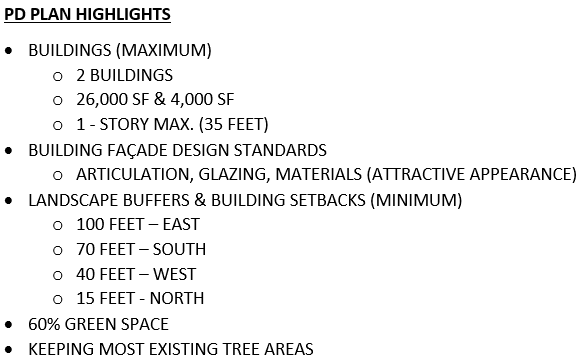 PD PLAN HIGHLIGHTS
• BUILDINGS (MAXIMUM)
o 2 BUILDINGS
o 26,000 SF & 4,000 SF
o 1 - STORY MAX. (35 FEET)
• BUILDING FAÇADE DESIGN STANDARDS
o ARTICULATION, GLAZING, MATERIALS (ATTRACTIVE APPEARANCE)
• LANDSCAPE BUFFERS & BUILDING SETBACKS (MINIMUM)
o 100 FEET – EAST
o 70 FEET – SOUTH
o 40 FEET – WEST
o 15 FEET - NORTH
• 60% GREEN SPACE
• KEEPING MOST EXISTING TREE AREAS